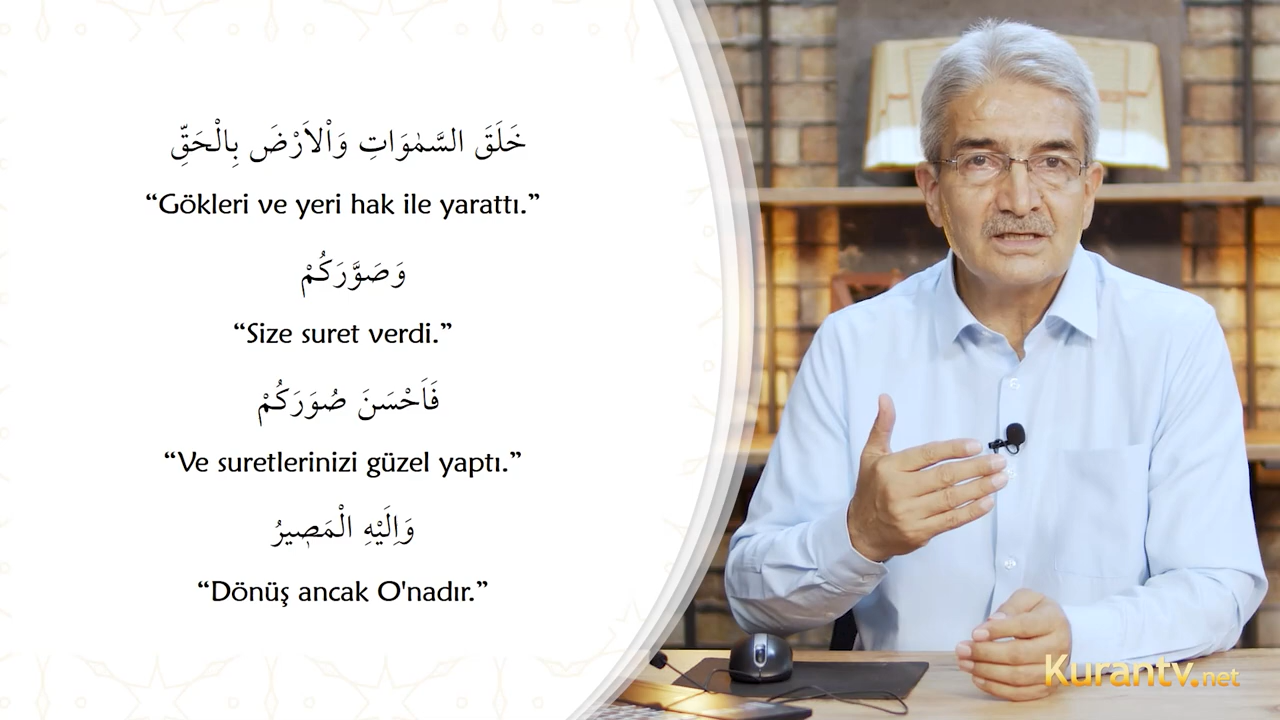 خَلَقَ السَّمٰوَاتِ وَاْلاَرْضَ بِالْحَقِّ
“Gökleri ve yeri hak ile yarattı.”
وَصَوَّرَكُمْ
“Size suret verdi.”
فَاَحْسَنَ صُوَرَكُمْ
“Ve suretlerinizi güzel yaptı.”
وَاِلَيْهِ الْمَصٖيرُ
“Dönüş ancak O'nadır.”
Kurantv.net